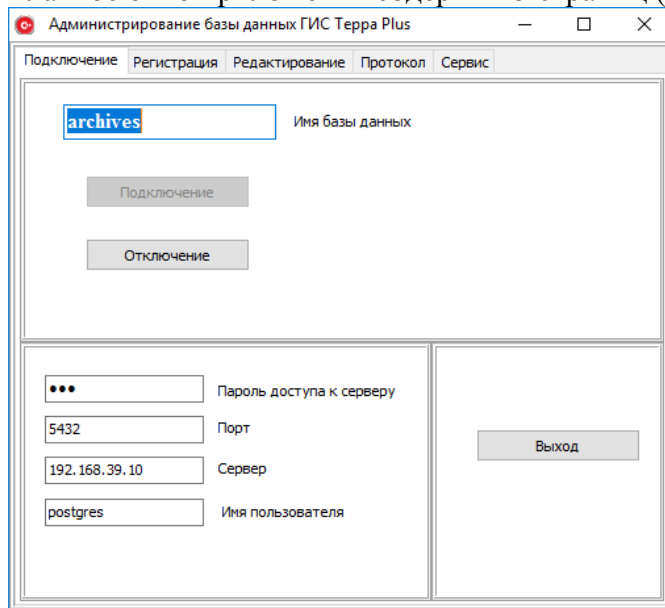 Администрирование базы данных ГИС Терра Plus
Подключение Регистрация Редактирование Протокол Сервис
archives Имя базы данных
Подключение
Отключение
••• Пароль доступа к серверу
5432 Порт
Выход
192.168.39.10 Сервер
postgres Имя пользователя